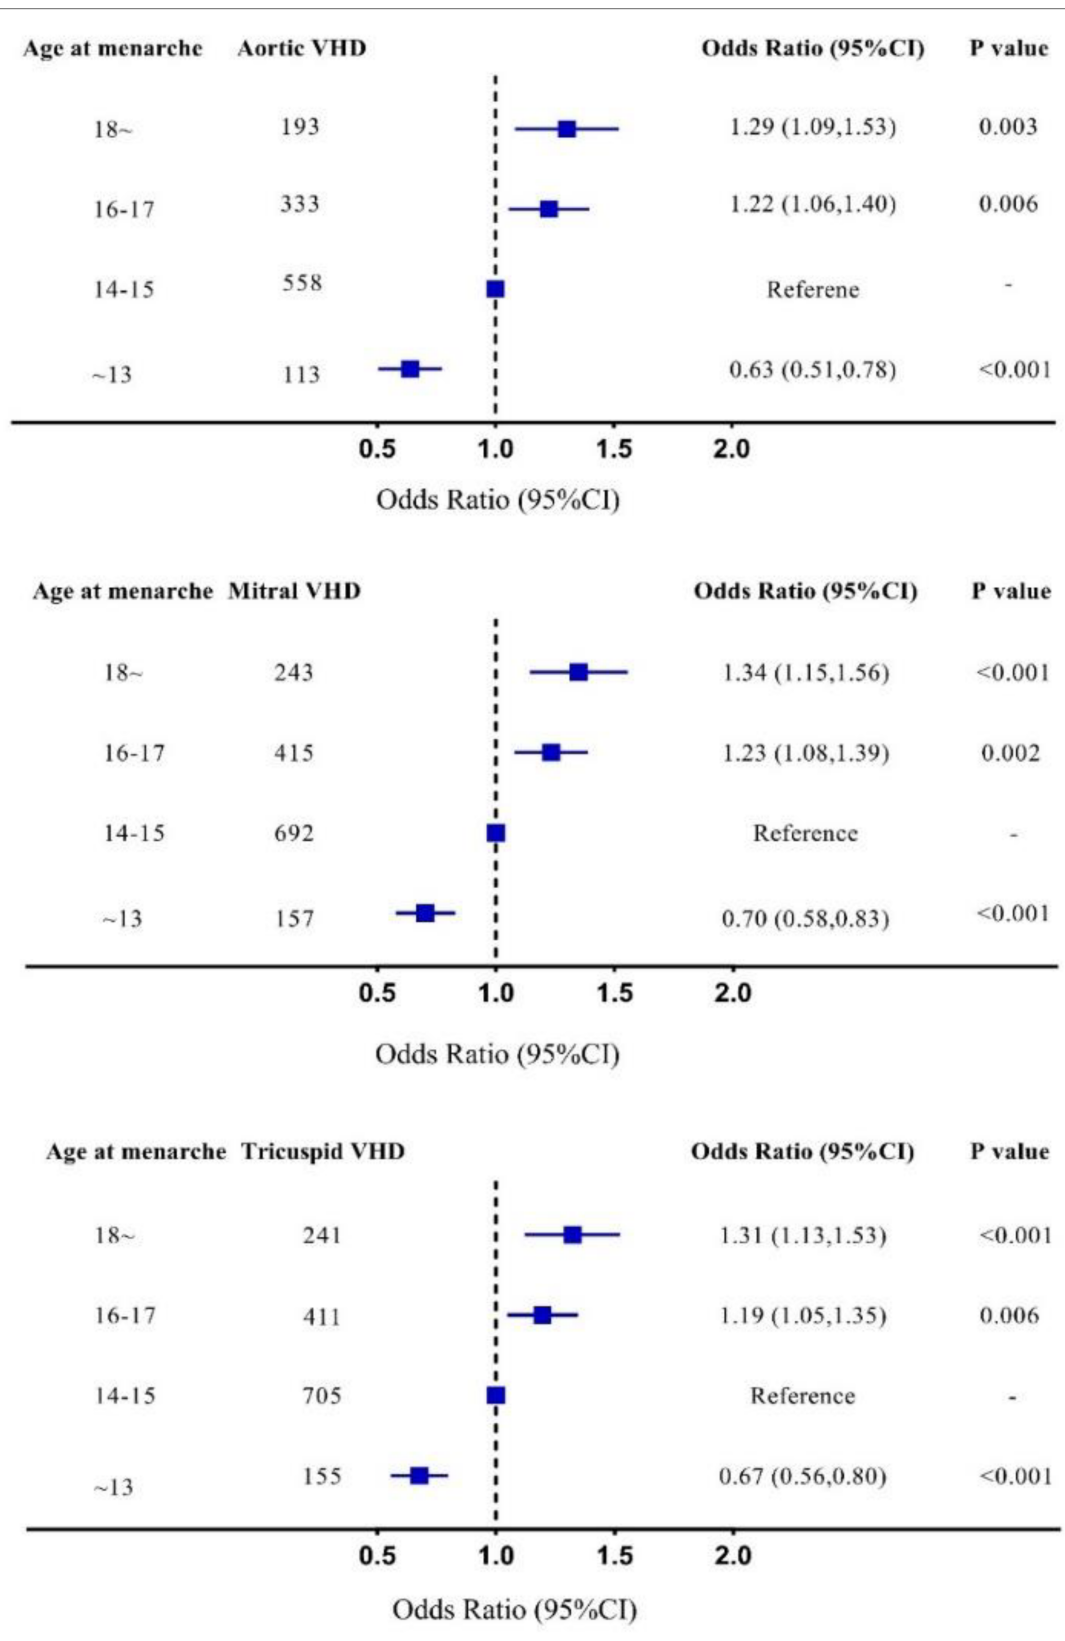 Age at menarche Aortic VHD Odds Ratio (95%CI) P value
18~ 193 1.29 (1.09,1.53) 0.003
16-17 333 1.22 (1.06,1.40) 0.006
14-15 558 Referene -
~13 113 0.63 (0.51,0.78) <0.001
0.5 1.0 1.5 2.0
Odds Ratio (95%CI)
Age at menarche Mitral VHD Odds Ratio (95%CI) P value
18~ 243 1.34 (1.15,1.56) <0.001
16-17 415 1.23 (1.08,1.39) 0.002
14-15 692 Reference -
~13 157 0.70 (0.58,0.83) <0.001
0.5 1.0 1.5 2.0
Odds Ratio (95%CI)
Age at menarche Tricuspid VHD Odds Ratio (95%CI) P value
18~ 241 1.31 (1.13,1.53) <0.001
16-17 411 1.19 (1.05,1.35) 0.006
14-15 705 Reference -
~13 155 0.67 (0.56,0.80) <0.001
0.5 1.0 1.5 2.0
Odds Ratio (95%CI)